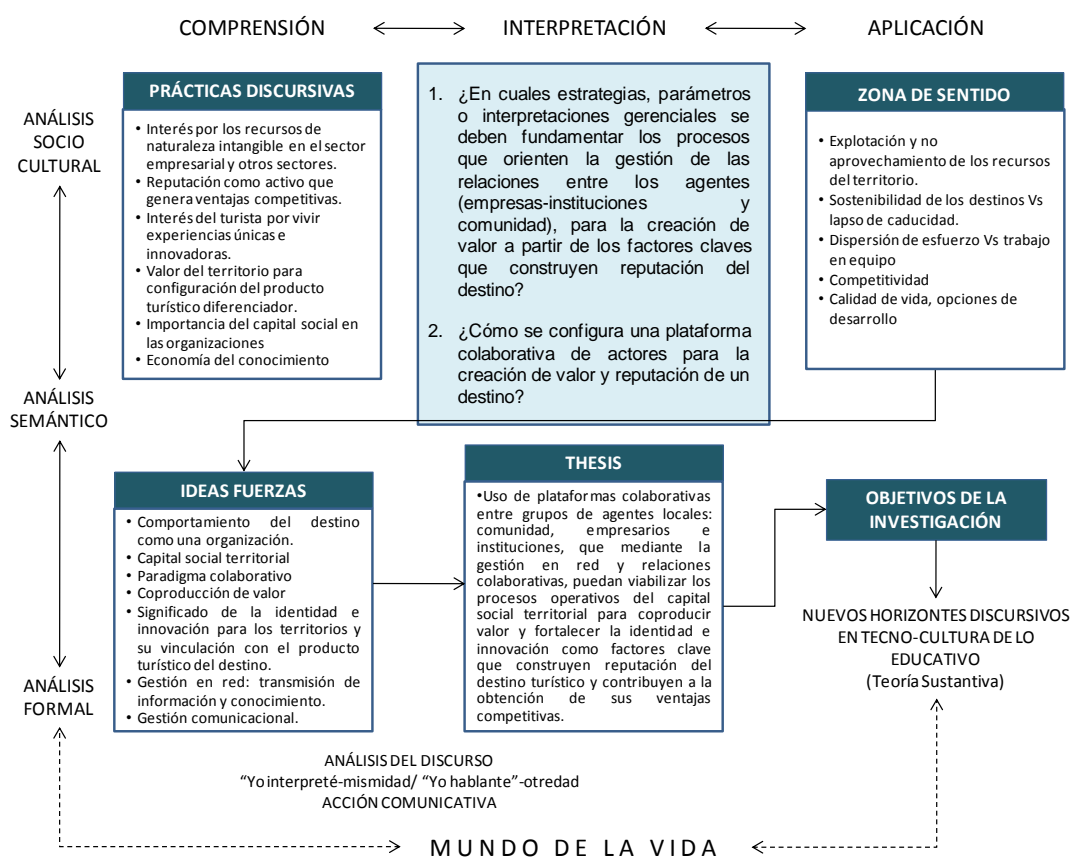 COMPRENSIÓN
INTERPRETACIÓN
APLICACIÓN
ANÁLISIS
SOCIO
CULTURAL
PRÁCTICAS DISCURSIVAS
• Interés por los recursos de
naturaleza intangible en el sector
empresarial y otros sectores.
• Reputación como activo que
genera ventajas competitivas.
• Interés del turista por vivir
experiencias únicas e
innovadoras.
• Valor del territorio para
configuración del producto
turístico diferenciador.
• Importancia del capital social en
las organizaciones
• Economía del conocimiento
1. ¿En cuales estrategias, parámetros
o interpretaciones gerenciales se
deben fundamentar los procesos
que orienten la gestión de las
relaciones entre los agentes
(empresas-instituciones y
comunidad), para la creación de
valor a partir de los factores claves
que construyen reputación del
destino?
2. ¿Cómo se configura una plataforma
colaborativa de actores para la
creación de valor y reputación de un
destino?
ZONA DE SENTIDO
• Explotación y no
aprovechamiento de los recursos
del territorio.
• Sostenibilidad de los destinos Vs
lapso de caducidad.
• Dispersión de esfuerzo Vs trabajo
en equipo
• Competitividad
• Calidad de vida, opciones de
desarrollo
ANÁLISIS
SEMÁNTICO
IDEAS FUERZAS
• Comportamiento del destino
como una organización.
• Capital social territorial
• Paradigma colaborativo
• Coproducción de valor
• Significado de la identidad e
innovación para los territorios y
su vinculación con el producto
turístico del destino.
• Gestión en red: transmisión de
información y conocimiento.
• Gestión comunicacional.
THESIS
•Uso de plataformas colaborativas
entre grupos de agentes locales:
comunidad, empresarios e
instituciones, que mediante la
gestión en red y relaciones
colaborativas, puedan viabilizar los
procesos operativos del capital
social territorial para coproducir
valor y fortalecer la identidad e
innovación como factores clave
que construyen reputación del
destino turístico y contribuyen a la
obtención de sus ventajas
competitivas.
OBJETIVOS DE LA
INVESTIGACIÓN
NUEVOS HORIZONTES DISCURSIVOS
EN TECNO-CULTURA DE LO
EDUCATIVO
(Teoría Sustantiva)
ANÁLISIS
FORMAL
ANÁLISIS DEL DISCURSO
“Yo interpreté-mismidad/ “Yo hablante”-otredad
ACCIÓN COMUNICATIVA
MUNDO DE LA VIDA